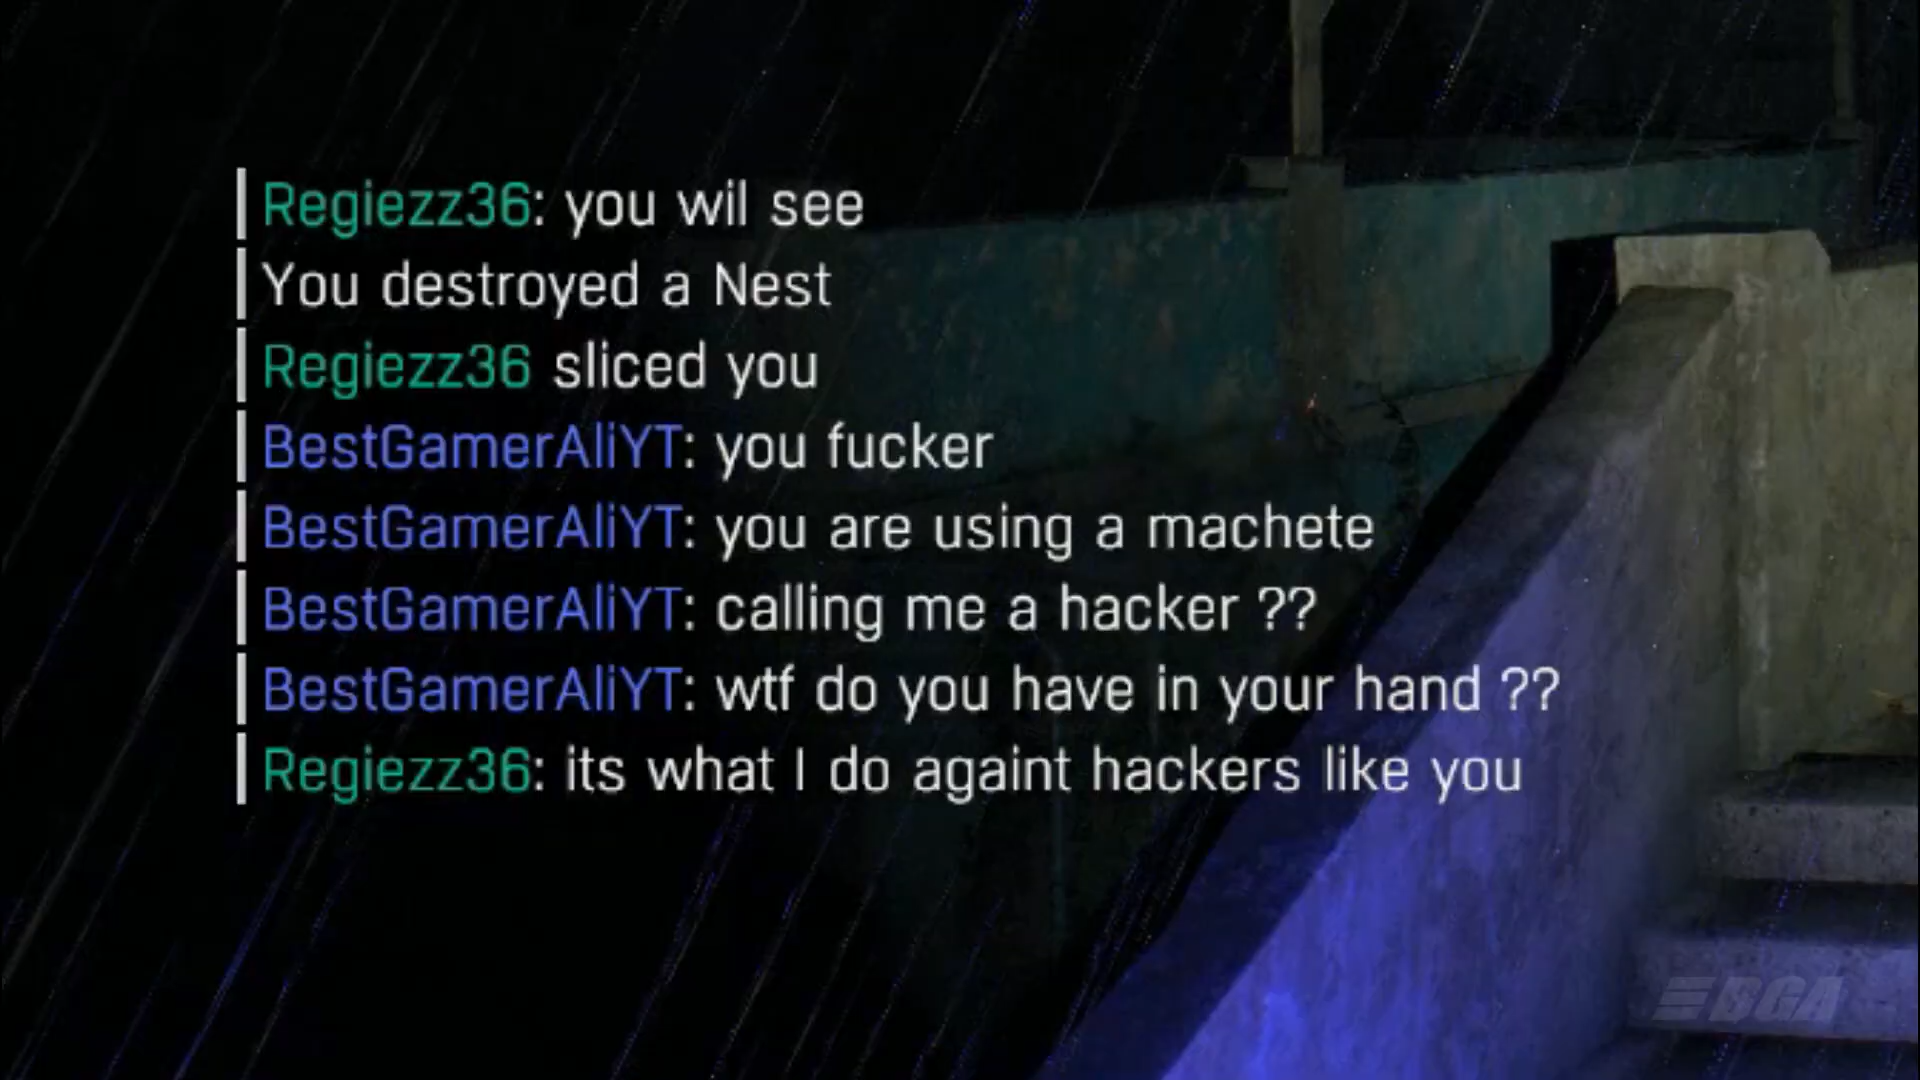 Regiezz36: you wil see
You destroyed a Nest
Regiezz36 sliced you
BestGamerAliYT: you fucker
BestGamerAliYT: you are using a machete
BestGamerAliYT: calling me a hacker ??
BestGamerAliYT: wtf do you have in your hand ??
Regiezz36: its what I do againt hackers like you
BGA